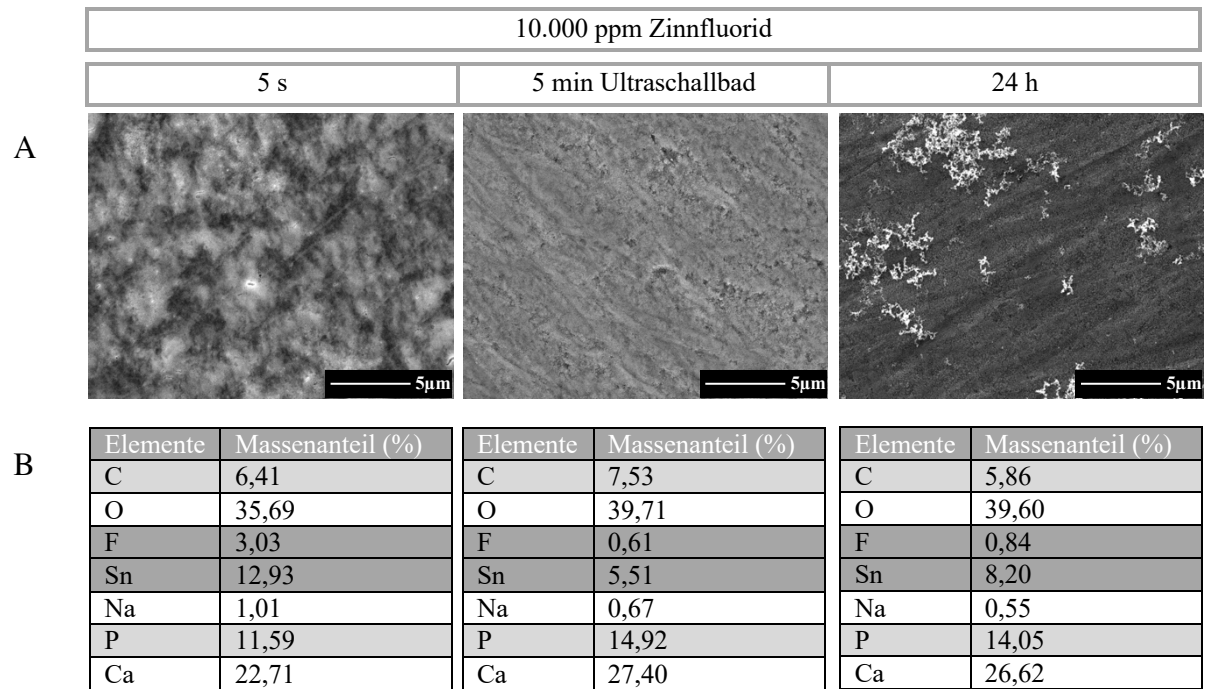 10.000 ppm Zinnfluorid
5 s
5 min Ultraschallbad
24 h
A
5µm
5µm
5µm
B
Elemente Massenanteil (%)
C 6,41
O 35,69
F 3,03
Sn 12,93
Na 1,01
P 11,59
Ca 22,71
Elemente Massenanteil (%)
C 7,53
O 39,71
F 0,61
Sn 5,51
Na 0,67
P 14,92
Ca 27,40
Elemente Massenanteil (%)
C 5,86
O 39,60
F 0,84
Sn 8,20
Na 0,55
P 14,05
Ca 26,62